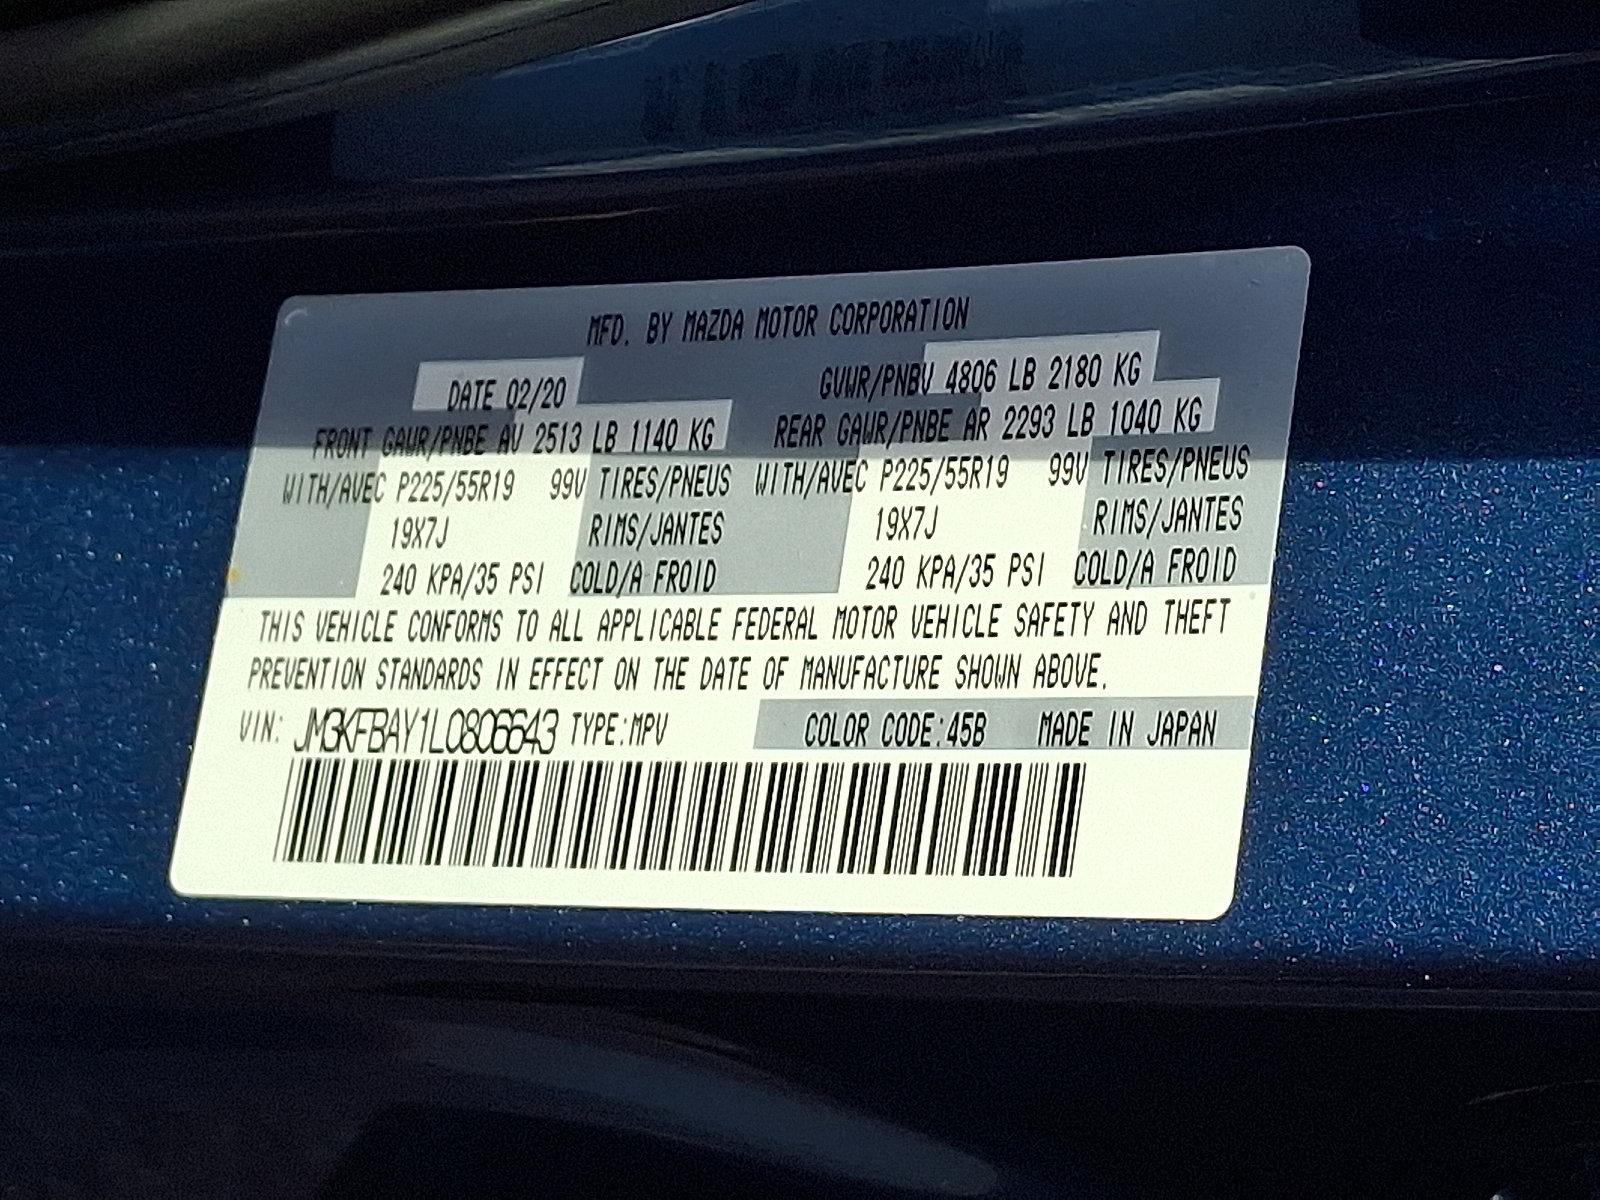 MFD. BY MAZDA MOTOR CORPORATION
DATE 02/20 GVWR/PNBV 4806 LB 2180 KG
FRONT GAWR/PNBE AV 2513 LB 1140 KG REAR GAWR/PNBE AR 2293 LB 1040 KG
WITH/AVEC P225/55R19 99V TIRES/PNEUS WITH/AVEC P225/55R19 99V TIRES/PNEUS
19X7J RIMS/JANTES 19X7J RIMS/JANTES
240 KPA/35 PSI COLD/A FROID 240 KPA/35 PSI COLD/A FROID
THIS VEHICLE CONFORMS TO ALL APPLICABLE FEDERAL MOTOR VEHICLE SAFETY AND THEFT
PREVENTION STANDARDS IN EFFECT ON THE DATE OF MANUFACTURE SHOWN ABOVE.
VIN: JM3KFBAY1L0806643 TYPE:MPV COLOR CODE:45B MADE IN JAPAN